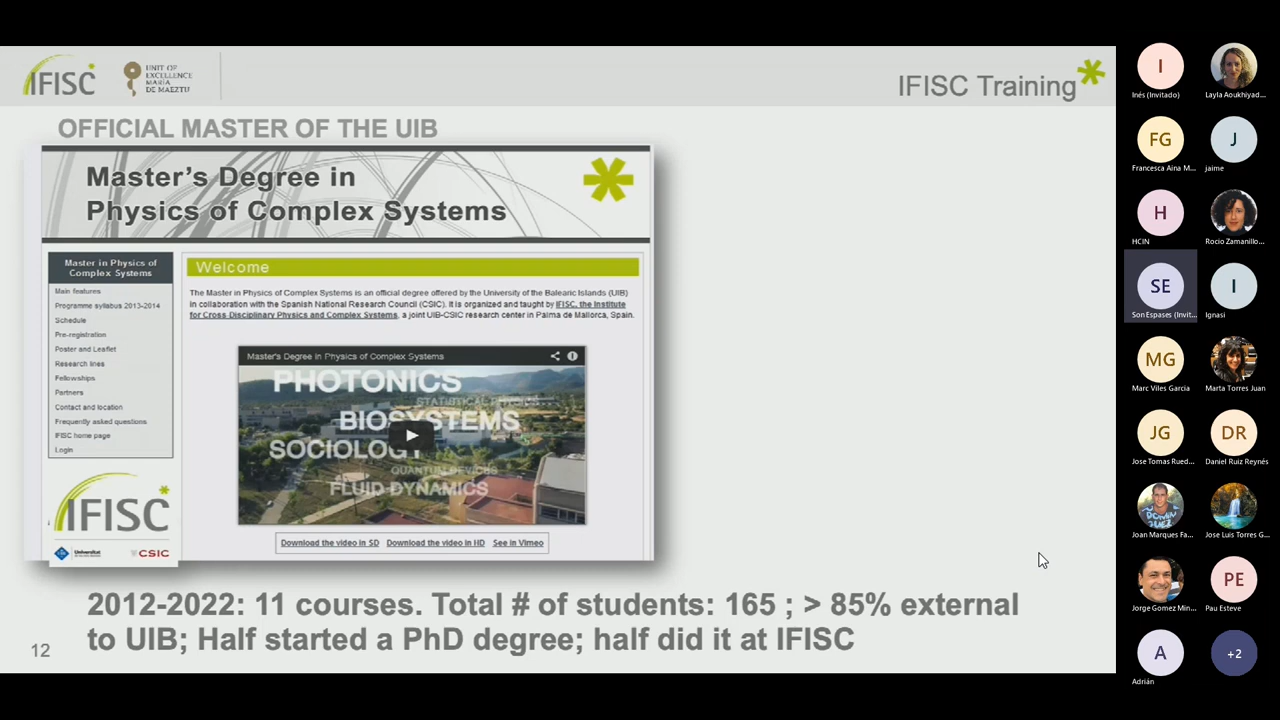 IFISC
UNIT OF
EXCELLENCE
MARÍA
DE MAEZTU
IFISC Training
OFFICIAL MASTER OF THE UIB
Master's Degree in
Physics of Complex Systems
Master in Physics of
Complex Systems
Main features
Programme syllabus 2013-2014
Schedule
Pre-registration
Poster and Leaflet
Research lines
Fellowships
Partners
Contact and location
Frequently asked questions
IFISC home page
Login
IFISC
Universitat
CSIC
Welcome
The Master in Physics of Complex Systems is an official degree offered by the University of the Balearic Islands (UIB)
in collaboration with the Spanish National Research Council (CSIC). It is organized and taught by IFISC, the Institute
for Cross-Disciplinary Physics and Complex Systems, a joint UIB-CSIC research center in Palma de Mallorca, Spain.
Master's Degree in Physics of Complex Systems
PHOTONICS
STATISTICAL PHYSICS
BIOSYSTEMS
SOCIOLOGY
QUANTUM DEVICES
FLUID DYNAMICS
Download the video in SD Download the video in HD See in Vimeo
2012-2022: 11 courses. Total # of students: 165 ; > 85% external
to UIB; Half started a PhD degree; half did it at IFISC
12
I
Inés (Invitado)
Layla Aoukhiyad...
FG
Francesca Aina M...
J
jaime
H
HCIN
Rocio Zamanillo...
SE
Son Espases (Invit...
I
Ignasi
MG
Marc Viles Garcia
Marta Torres Juan
JG
Jose Tomas Rued...
DR
Daniel Ruiz Reynés
Joan Marques Fa...
Jose Luis Torres G...
Jorge Gomez Min...
PE
Pau Esteve
A
Adrián
+2